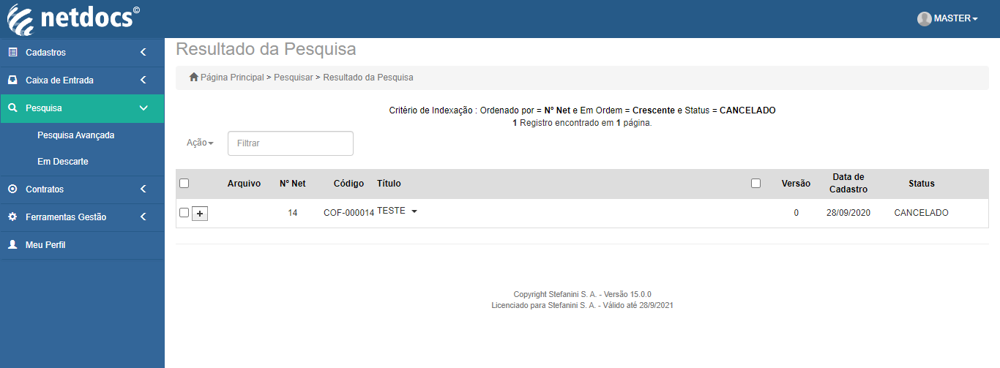 netdocs©
MASTER
Cadastros
Caixa de Entrada
Pesquisa
Pesquisa Avançada
Em Descarte
Contratos
Ferramentas Gestão
Meu Perfil
Resultado da Pesquisa
Página Principal > Pesquisar > Resultado da Pesquisa
Critério de Indexação : Ordenado por = Nº Net e Em Ordem = Crescente e Status = CANCELADO
1 Registro encontrado em 1 página.
Ação Filtrar
Arquivo Nº Net Código Título Versão Data de Cadastro Status
14 COF-000014 TESTE 0 28/09/2020 CANCELADO
Copyright Stefanini S. A. - Versão 15.0.0
Licenciado para Stefanini S. A. - Válido até 28/9/2021